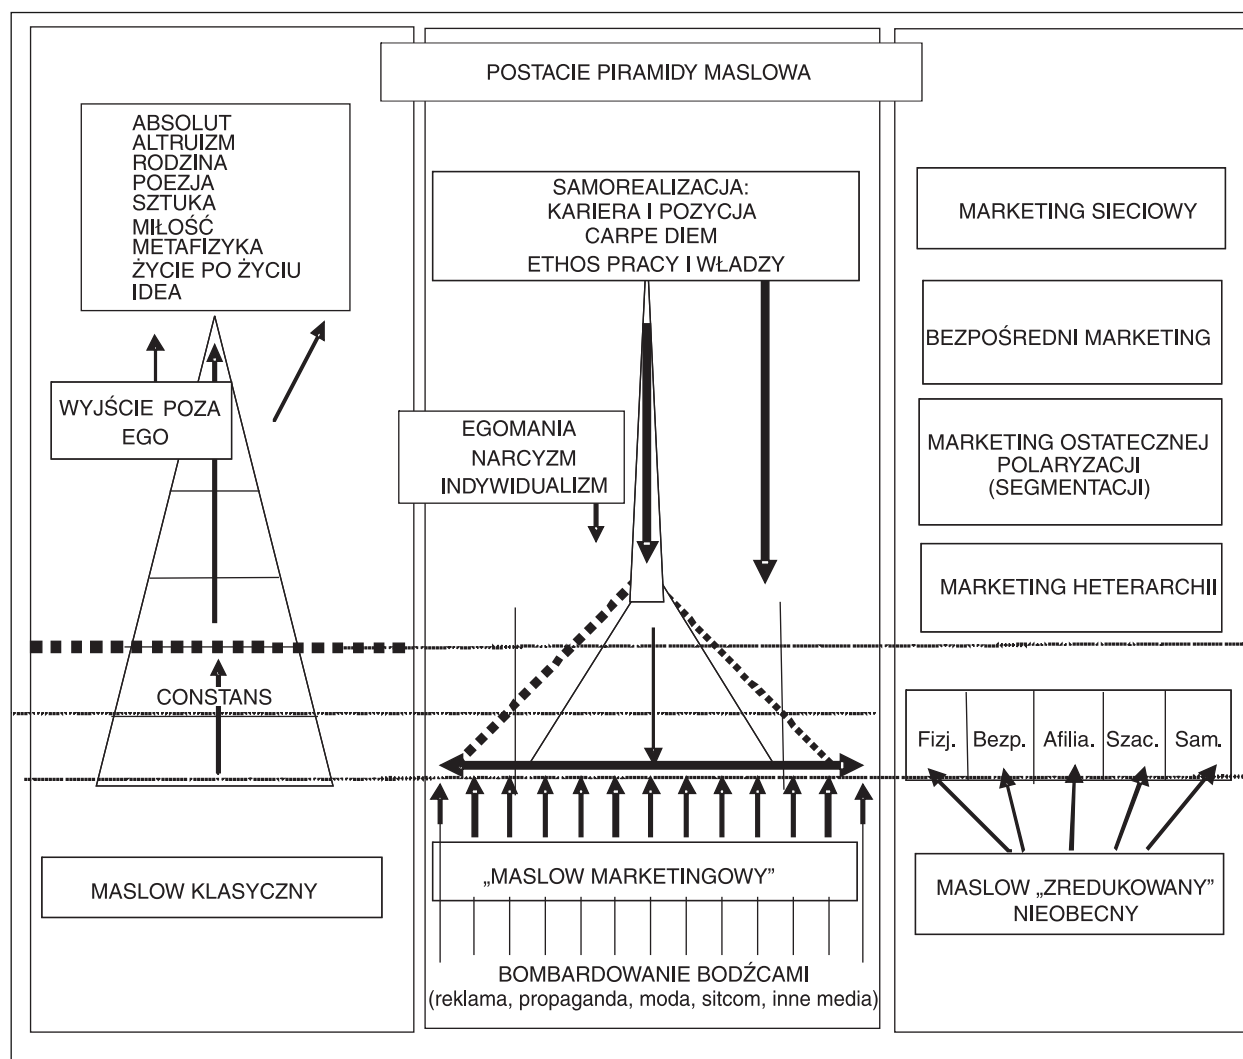 POSTACIE PIRAMIDY MASLOWA
ABSOLUT
ALTRUIZM
RODZINA
POEZJA
SZTUKA
MIŁOŚĆ
METAFIZYKA
ŻYCIE PO ŻYCIU
IDEA
WYJŚCIE POZA
EGO
CONSTANS
MASLOW KLASYCZNY
SAMOREALIZACJA:
KARIERA I POZYCJA
CARPE DIEM
ETHOS PRACY I WŁADZY
EGOMANIA
NARCYZM
INDYWIDUALIZM
„MASLOW MARKETINGOWY”
BOMBARDOWANIE BODŹCAMI
(reklama, propaganda, moda, sitcom, inne media)
MARKETING SIECIOWY
BEZPOŚREDNI MARKETING
MARKETING OSTATECZNEJ
POLARYZACJI
(SEGMENTACJI)
MARKETING HETERARCHII
Fizj. Bezp. Afilia. Szac. Sam.
MASLOW „ZREDUKOWANY”
NIEOBECNY